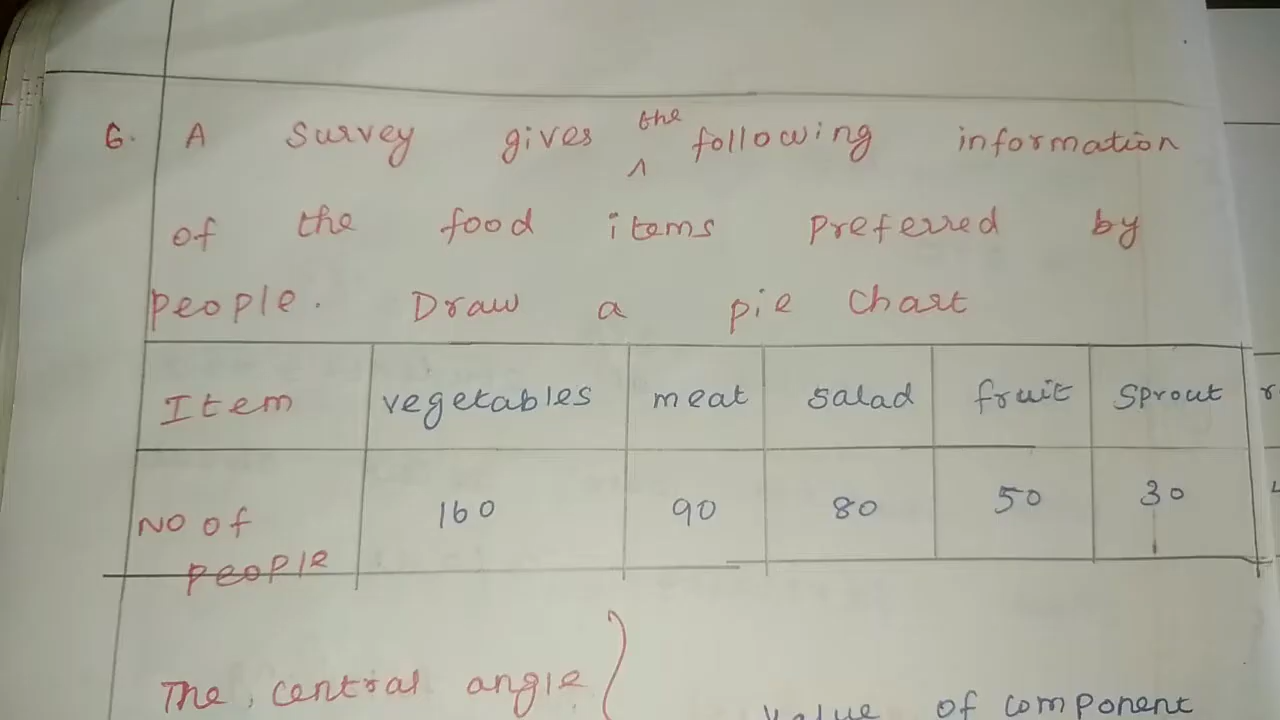 6. A Survey gives the following information
of the food items preferred by
people. Draw a pie chart
Item vegetables meat salad fruit Sprout
No of people 160 90 80 50 30
The central angle
Value of component